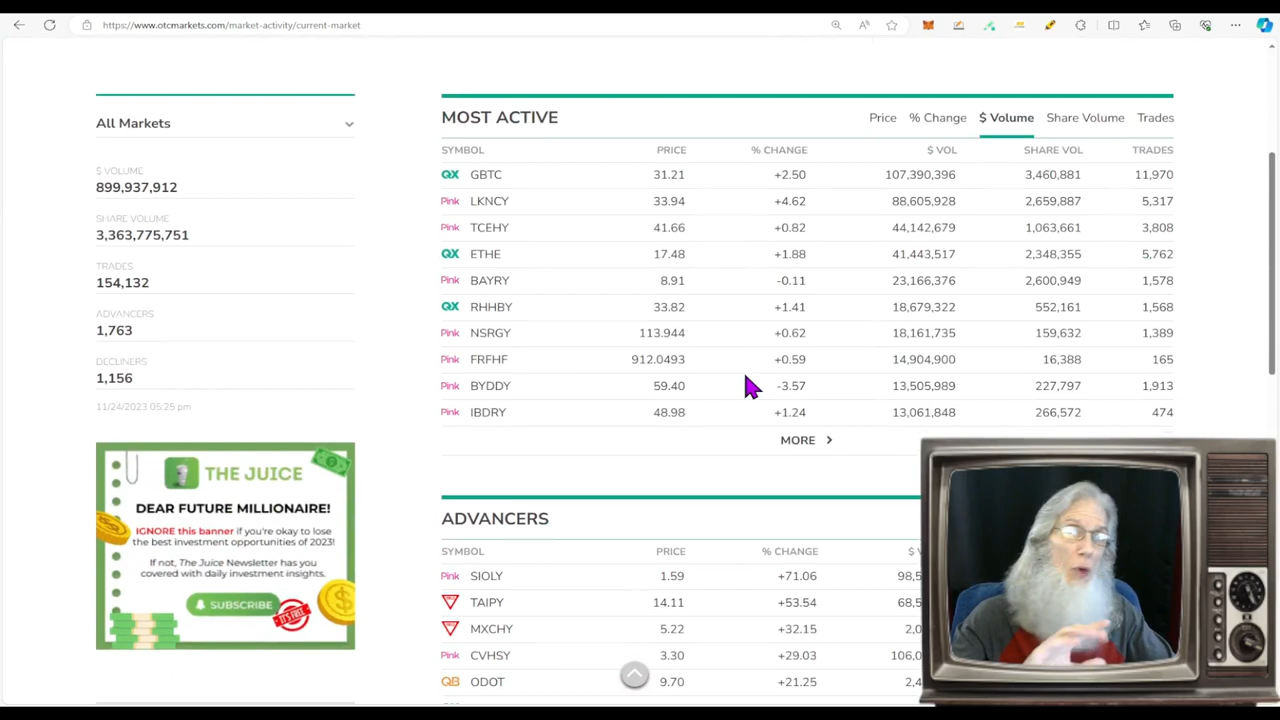 https://www.otcmarkets.com/market-activity/current-market
All Markets
$ VOLUME
899,937,912
SHARE VOLUME
3,363,775,751
TRADES
154,132
ADVANCERS
1,763
DECLINERS
1,156
11/24/2023 05:25 pm
THE JUICE
DEAR FUTURE MILLIONAIRE!
IGNORE this banner if you're okay to lose
the best investment opportunities of 2023!
If not, The Juice Newsletter has you
covered with daily investment insights.
SUBSCRIBE
IT'S FREE
MOST ACTIVE Price % Change $ Volume Share Volume Trades
SYMBOL PRICE % CHANGE $ VOL SHARE VOL TRADES
QX GBTC 31.21 +2.50 107,390,396 3,460,881 11,970
Pink LKNCY 33.94 +4.62 88,605,928 2,659,887 5,317
Pink TCEHY 41.66 +0.82 44,142,679 1,063,661 3,808
QX ETHE 17.48 +1.88 41,443,517 2,348,355 5,762
Pink BAYRY 8.91 -0.11 23,166,376 2,600,949 1,578
QX RHHBY 33.82 +1.41 18,679,322 552,161 1,568
Pink NSRGY 113.944 +0.62 18,161,735 159,632 1,389
Pink FRFHF 912.0493 +0.59 14,904,900 16,388 165
Pink BYDDY 59.40 -3.57 13,505,989 227,797 1,913
Pink IBDRY 48.98 +1.24 13,061,848 266,572 474
MORE
ADVANCERS
SYMBOL PRICE % CHANGE $ V
Pink SIOLY 1.59 +71.06 98,5
TAIPY 14.11 +53.54 68,5
MXCHY 5.22 +32.15 2,0
Pink CVHSY 3.30 +29.03 106,0
QB ODOT 9.70 +21.25 2,4